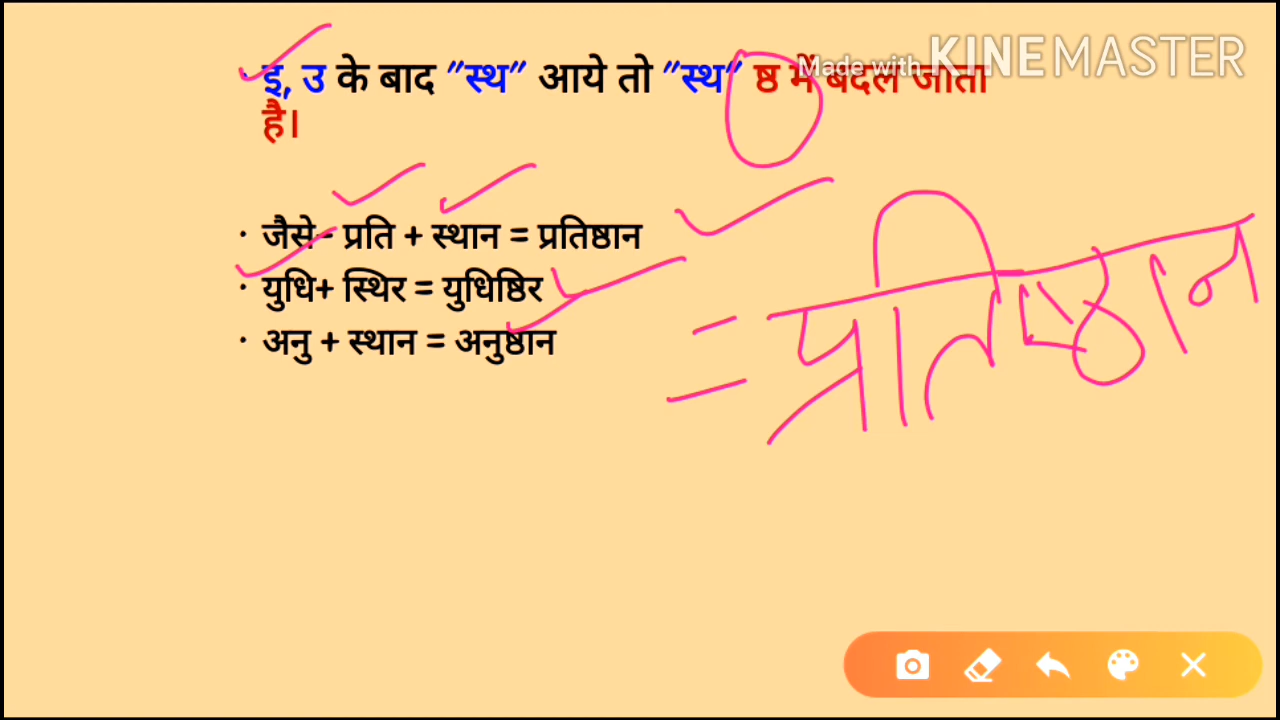 Made with KINEMASTER
· इ, उ के बाद "स्थ" आये तो "स्थ" ष्ठ में बदल जाता
है।
· जैसे- प्रति + स्थान = प्रतिष्ठान
· युधि+ स्थिर = युधिष्ठिर
· अनु + स्थान = अनुष्ठान
= प्रतिष्ठान